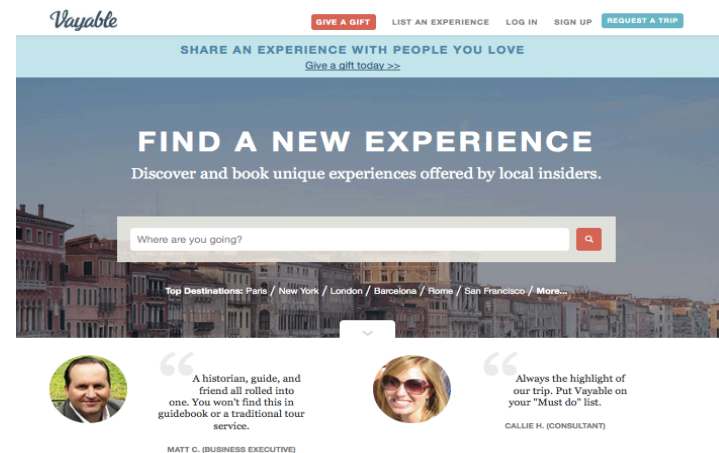 Vayable
GIVE A GIFT LIST AN EXPERIENCE LOG IN SIGN UP REQUEST A TRIP
SHARE AN EXPERIENCE WITH PEOPLE YOU LOVE
Give a gift today >>
FIND A NEW EXPERIENCE
Discover and book unique experiences offered by local insiders.
Where are you going?
Top Destinations: Paris / New York / London / Barcelona / Rome / San Francisco / More...
“
A historian, guide, and
friend all rolled into
one. You won't find this in
guidebook or a traditional tour
service.
MATT C. (BUSINESS EXECUTIVE)
“
Always the highlight of
our trip. Put Vayable on
your "Must do" list.
CALLIE H. (CONSULTANT)